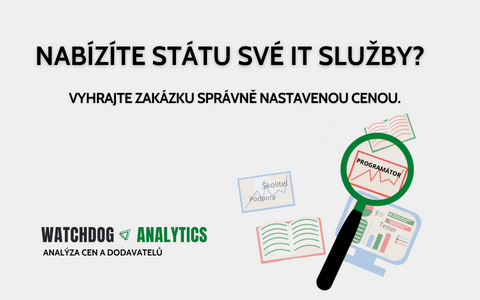 NABÍZÍTE STÁTU SVÉ IT SLUŽBY?
VYHRAJTE ZAKÁZKU SPRÁVNĚ NASTAVENOU CENOU.
PROGRAMÁTOR
Školitel
Podpora
Tester
WATCHDOG ANALYTICS
ANALÝZA CEN A DODAVATELŮ